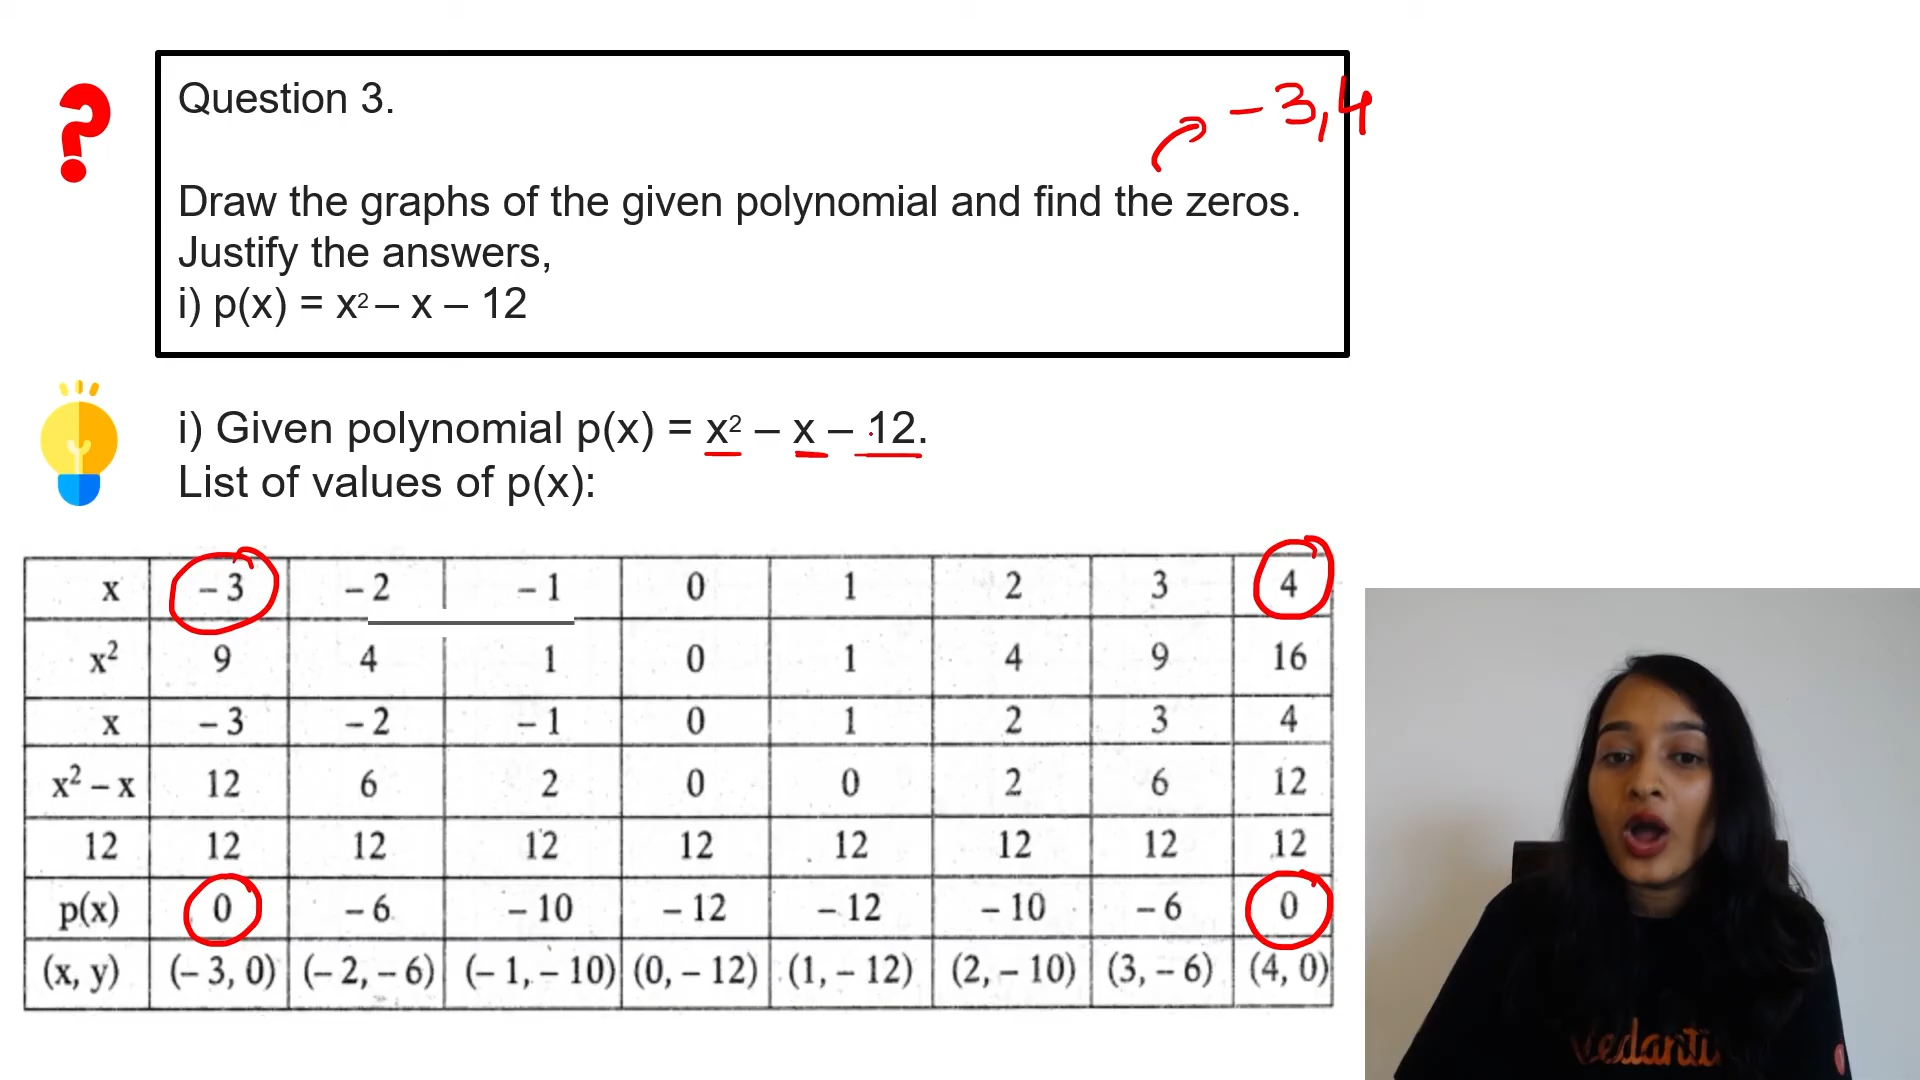 Question 3.
– 3,4
Draw the graphs of the given polynomial and find the zeros.
Justify the answers,
i) p(x) = x² – x – 12
i) Given polynomial p(x) = x² – x – 12.
List of values of p(x):
x – 3 – 2 – 1 0 1 2 3 4
x² 9 4 1 0 1 4 9 16
x – 3 – 2 – 1 0 1 2 3 4
x² – x 12 6 2 0 0 2 6 12
12 12 12 12 12 12 12 12 12
p(x) 0 – 6 – 10 – 12 – 12 – 10 – 6 0
(x, y) (– 3, 0) (– 2, – 6) (– 1, – 10) (0, – 12) (1, – 12) (2, – 10) (3, – 6) (4, 0)
Vedantu